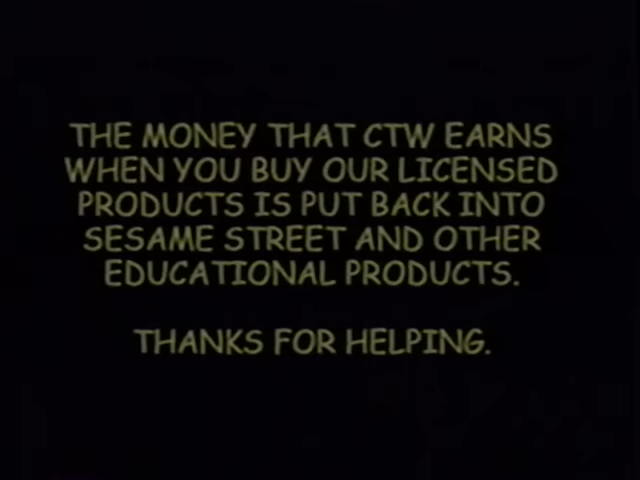 THE MONEY THAT CTW EARNS
WHEN YOU BUY OUR LICENSED
PRODUCTS IS PUT BACK INTO
SESAME STREET AND OTHER
EDUCATIONAL PRODUCTS.
THANKS FOR HELPING.